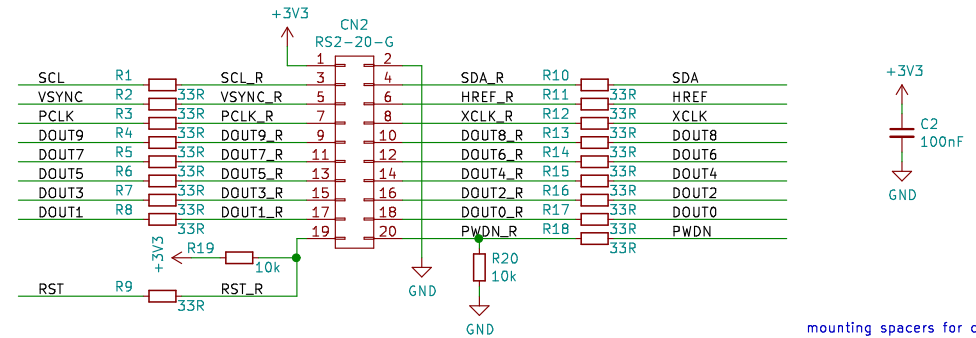 +3V3
CN2
RS2-20-G
1 2
SCL R1 33R SCL_R 3 4 SDA_R R10 33R SDA
VSYNC R2 33R VSYNC_R 5 6 HREF_R R11 33R HREF
PCLK R3 33R PCLK_R 7 8 XCLK_R R12 33R XCLK
DOUT9 R4 33R DOUT9_R 9 10 DOUT8_R R13 33R DOUT8
DOUT7 R5 33R DOUT7_R 11 12 DOUT6_R R14 33R DOUT6
DOUT5 R6 33R DOUT5_R 13 14 DOUT4_R R15 33R DOUT4
DOUT3 R7 33R DOUT3_R 15 16 DOUT2_R R16 33R DOUT2
DOUT1 R8 33R DOUT1_R 17 18 DOUT0_R R17 33R DOUT0
19 20 PWDN_R R18 33R PWDN
+3V3 R19 10k
RST R9 33R RST_R
GND
R20
10k
GND
+3V3
C2
100nF
GND
mounting spacers for c